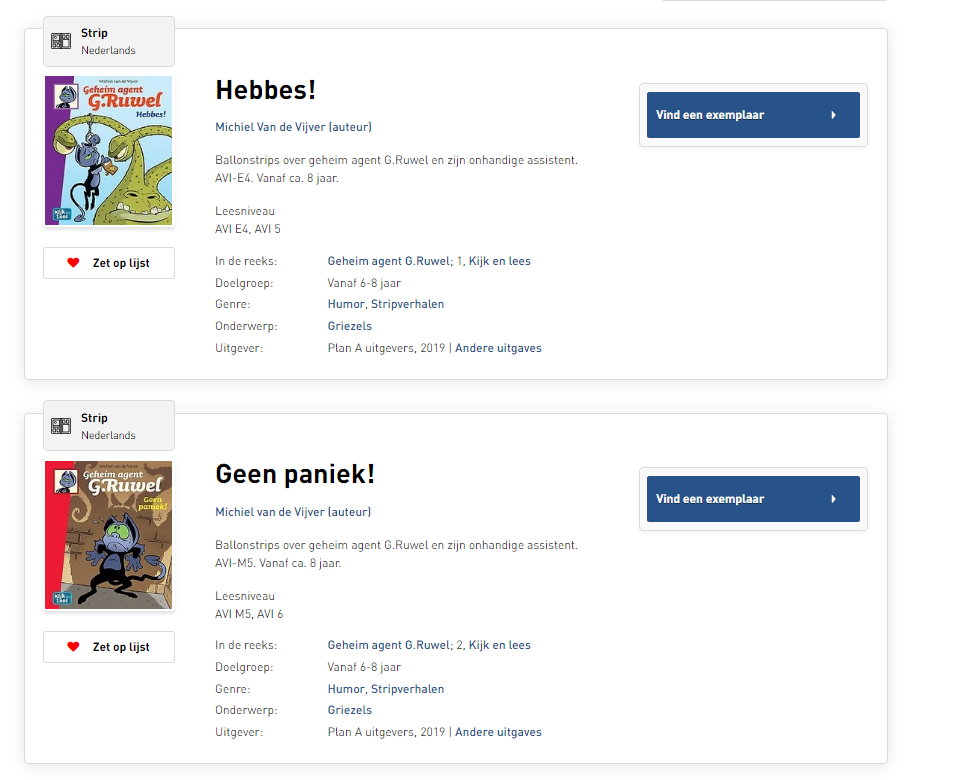 Strip
Nederlands
Michiel van de Vijver
Geheim agent
G.Ruwel
Hebbes!
Kijk en Lees
Zet op lijst
Hebbes!
Michiel Van de Vijver (auteur)
Ballonstrips over geheim agent G.Ruwel en zijn onhandige assistent.
AVI-E4. Vanaf ca. 8 jaar.
Leesniveau
AVI E4, AVI 5
In de reeks: Geheim agent G.Ruwel; 1, Kijk en lees
Doelgroep: Vanaf 6-8 jaar
Genre: Humor, Stripverhalen
Onderwerp: Griezels
Uitgever: Plan A uitgevers, 2019 | Andere uitgaves
Vind een exemplaar
Strip
Nederlands
Michiel van de Vijver
Geheim agent
G.Ruwel
Geen
paniek!
Kijk en Lees
Zet op lijst
Geen paniek!
Michiel van de Vijver (auteur)
Ballonstrips over geheim agent G.Ruwel en zijn onhandige assistent.
AVI-M5. Vanaf ca. 8 jaar.
Leesniveau
AVI M5, AVI 6
In de reeks: Geheim agent G.Ruwel; 2, Kijk en lees
Doelgroep: Vanaf 6-8 jaar
Genre: Humor, Stripverhalen
Onderwerp: Griezels
Uitgever: Plan A uitgevers, 2019 | Andere uitgaves
Vind een exemplaar